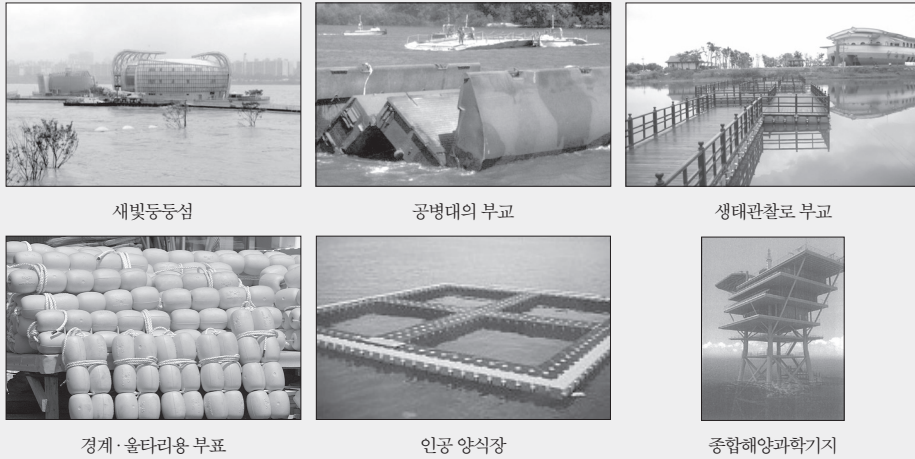 새빛둥둥섬
공병대의 부교
생태관찰로 부교
경계·울타리용 부표
인공 양식장
종합해양과학기지